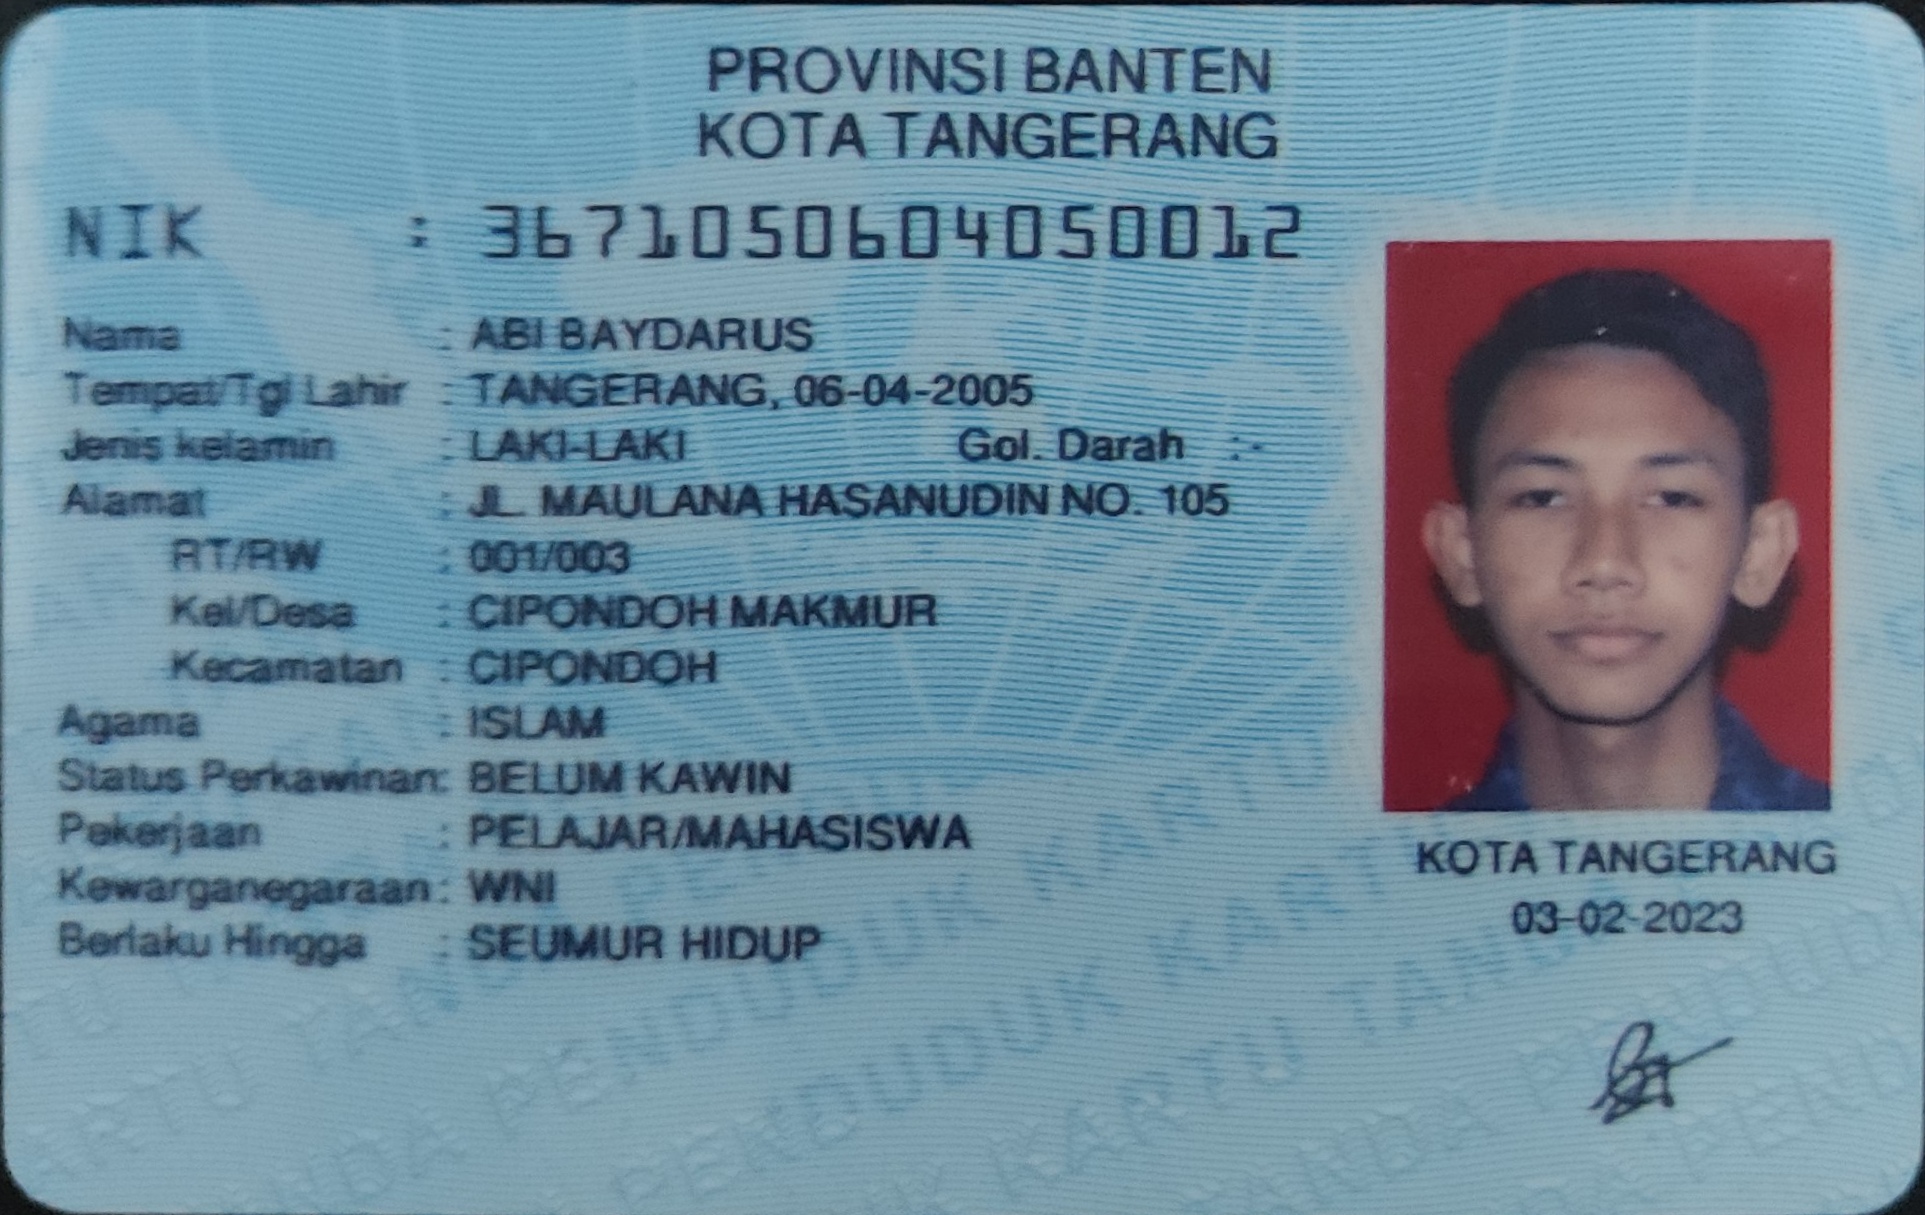 PROVINSI BANTEN
KOTA TANGERANG
NIK : 3671050604050012
Nama : ABI BAYDARUS
Tempat/Tgl Lahir : TANGERANG, 06-04-2005
Jenis kelamin : LAKI-LAKI Gol. Darah : -
Alamat : JL. MAULANA HASANUDIN NO. 105
RT/RW : 001/003
Kel/Desa : CIPONDOH MAKMUR
Kecamatan : CIPONDOH
Agama : ISLAM
Status Perkawinan: BELUM KAWIN
Pekerjaan : PELAJAR/MAHASISWA
Kewarganegaraan : WNI
Berlaku Hingga : SEUMUR HIDUP
KOTA TANGERANG
03-02-2023